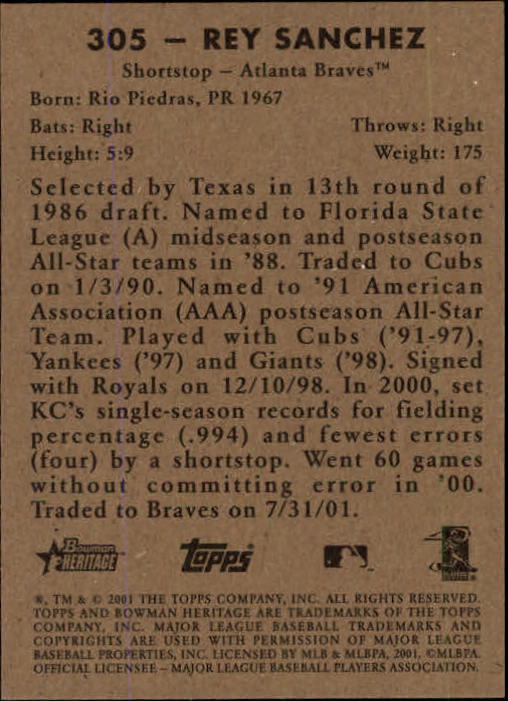 305 – REY SANCHEZ
Shortstop – Atlanta Braves™
Born: Rio Piedras, PR 1967
Bats: Right Throws: Right
Height: 5:9 Weight: 175
Selected by Texas in 13th round of
1986 draft. Named to Florida State
League (A) midseason and postseason
All-Star teams in ’88. Traded to Cubs
on 1/3/90. Named to ’91 American
Association (AAA) postseason All-Star
Team. Played with Cubs (’91-97),
Yankees (’97) and Giants (’98). Signed
with Royals on 12/10/98. In 2000, set
KC’s single-season records for fielding
percentage (.994) and fewest errors
(four) by a shortstop. Went 60 games
without committing error in ’00.
Traded to Braves on 7/31/01.
Bowman
HERITAGE
Topps
®, TM & © 2001 THE TOPPS COMPANY, INC. ALL RIGHTS RESERVED.
TOPPS AND BOWMAN HERITAGE ARE TRADEMARKS OF THE TOPPS
COMPANY, INC. MAJOR LEAGUE BASEBALL TRADEMARKS AND
COPYRIGHTS ARE USED WITH PERMISSION OF MAJOR LEAGUE
BASEBALL PROPERTIES, INC. LICENSED BY MLB & MLBPA, 2001, ©MLBPA.
OFFICIAL LICENSEE – MAJOR LEAGUE BASEBALL PLAYERS ASSOCIATION.